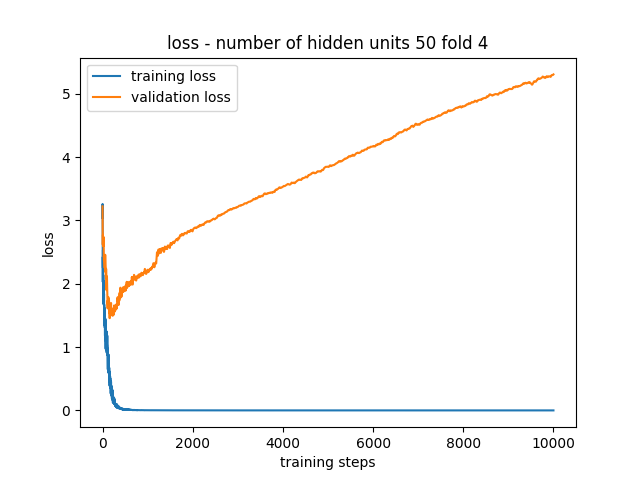 loss - number of hidden units 50 fold 4
training loss
validation loss
5
4
3
2
1
0
loss
0 2000 4000 6000 8000 10000
training steps